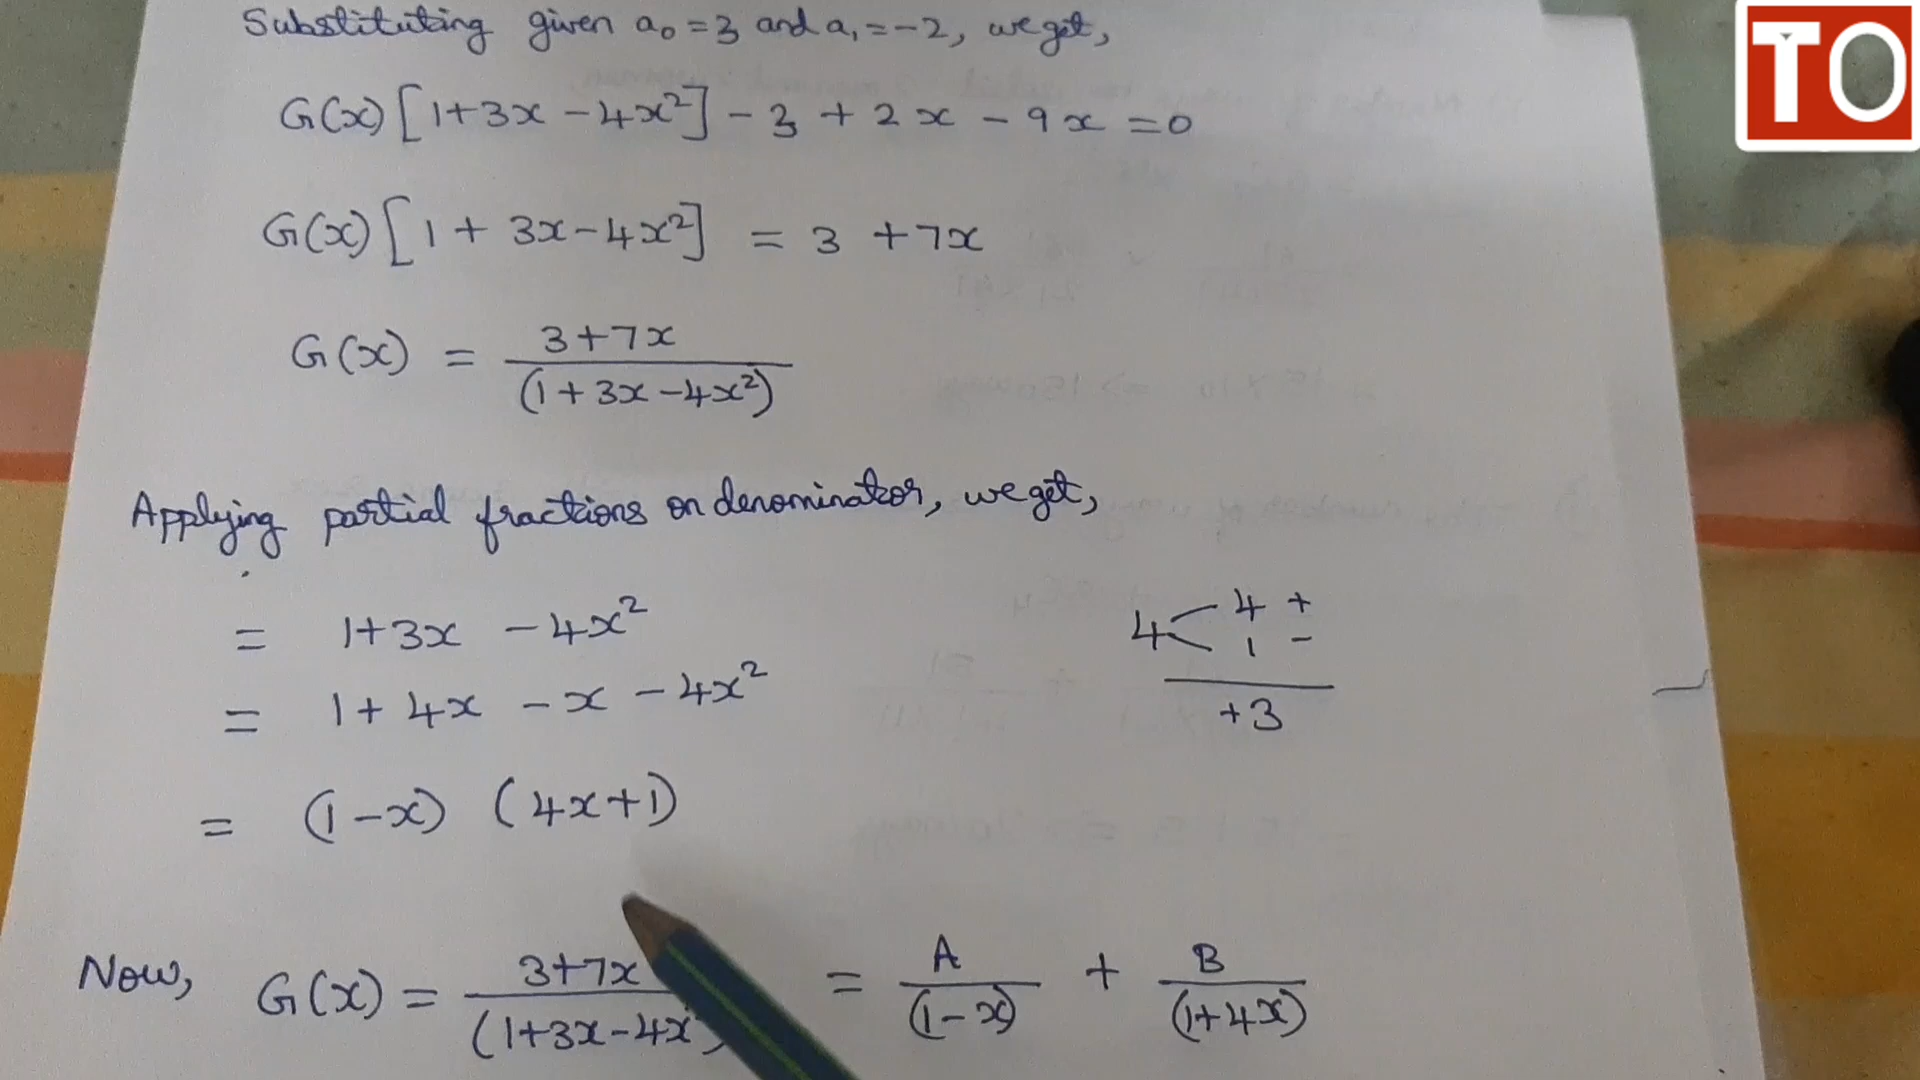 TO
Substituting given a₀ = 3 and a₁ = -2, we get,
G(x) [1+3x - 4x²] - 3 + 2x - 9x = 0
G(x) [1 + 3x - 4x²] = 3 + 7x
G(x) = 3+7x / (1+3x-4x²)
Applying partial fractions on denominator, we get,
= 1+3x - 4x²
= 1+ 4x - x - 4x²
= (1-x) (4x+1)
4 < 4 +
1 -
+3
Now, G(x) = 3+7x / (1+3x-4x ) = A / (1-x) + B / (1+4x)